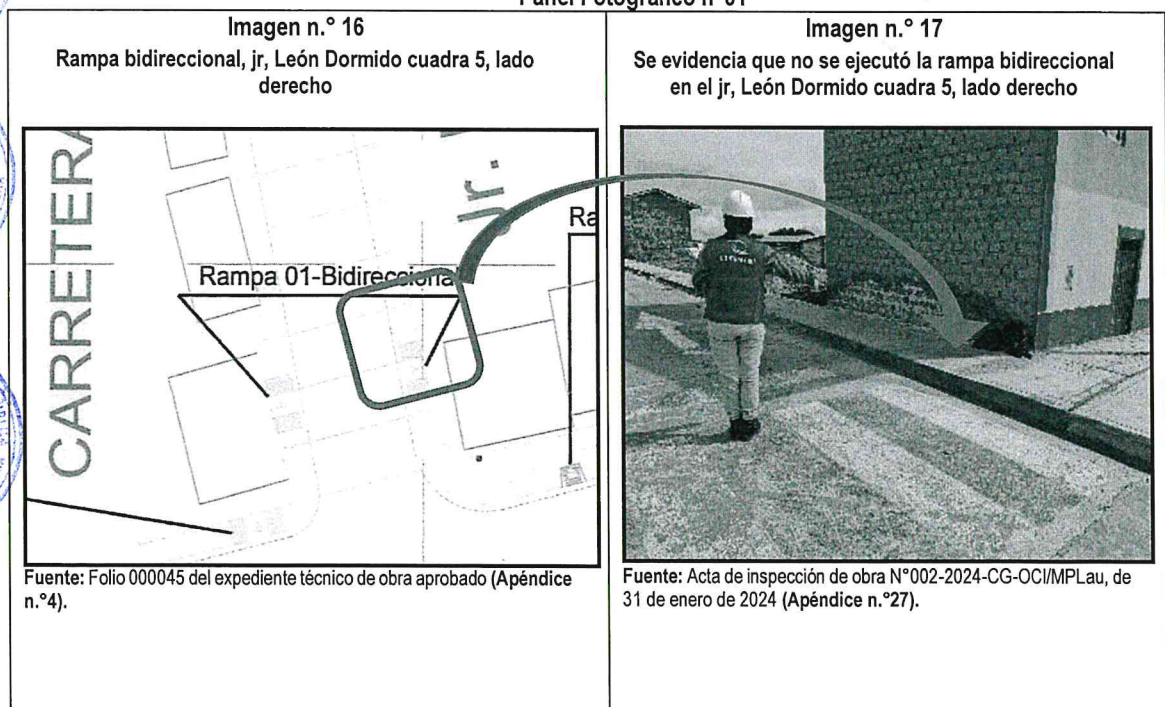 Panel Fotográfico n°01
Imagen n.° 16
Rampa bidireccional, jr, León Dormido cuadra 5, lado
derecho
CARRETERA
jr.
Ra
Rampa 01-Bidireccional
Fuente: Folio 000045 del expediente técnico de obra aprobado (Apéndice
n.°4).
Imagen n.° 17
Se evidencia que no se ejecutó la rampa bidireccional
en el jr, León Dormido cuadra 5, lado derecho
Fuente: Acta de inspección de obra N°002-2024-CG-OCI/MPLau, de
31 de enero de 2024 (Apéndice n.°27).